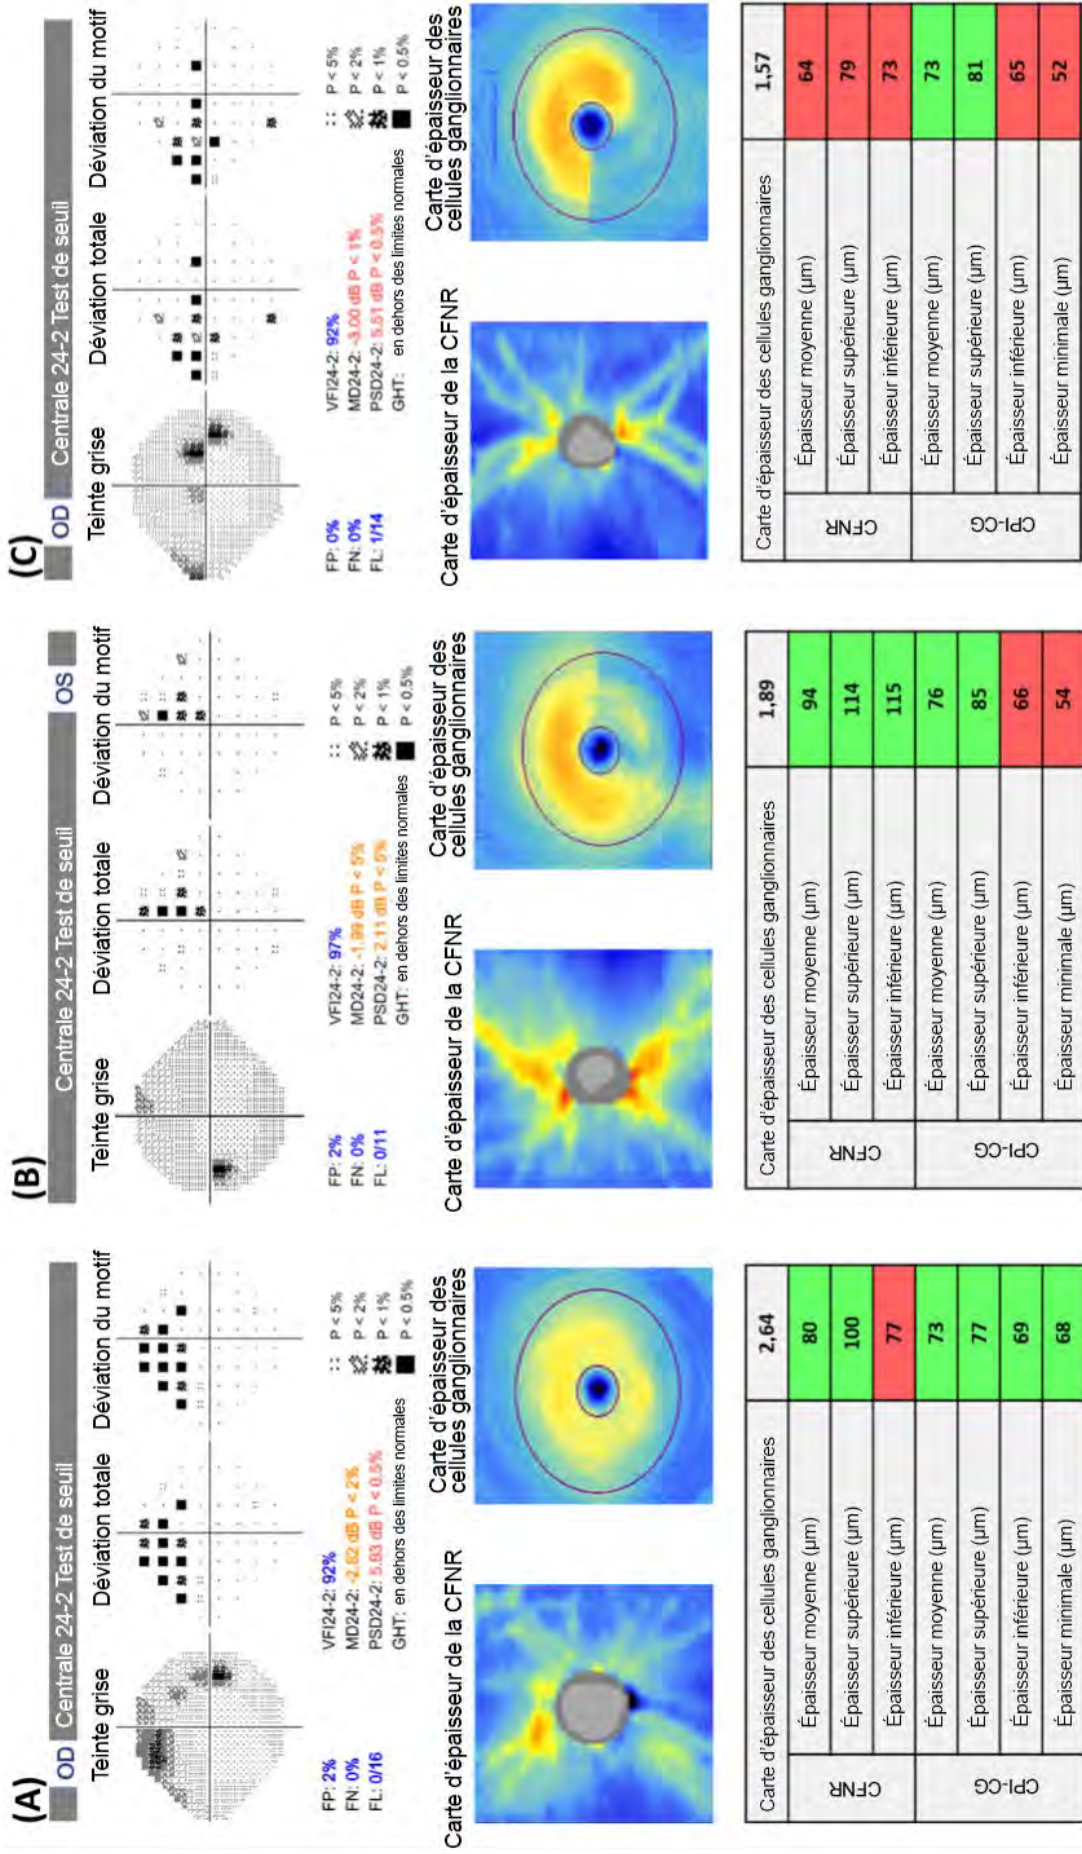 (A)
OD Centrale 24-2 Test de seuil
Teinte grise
Déviation totale
Déviation du motif
FP: 2%
FN: 0%
FL: 0/16
VFI24-2: 92%
MD24-2: -2.62 dB P < 2%
PSD24-2: 5.93 dB P < 0.5%
GHT: en dehors des limites normales
:: P < 5%
P < 2%
P < 1%
P < 0.5%
Carte d'épaisseur de la CFNR
Carte d'épaisseur des
cellules ganglionnaires
Carte d'épaisseur des cellules ganglionnaires 2,64
CFNR
Épaisseur moyenne (µm) 80
Épaisseur supérieure (µm) 100
Épaisseur inférieure (µm) 77
CPI-CG
Épaisseur moyenne (µm) 73
Épaisseur supérieure (µm) 77
Épaisseur inférieure (µm) 69
Épaisseur minimale (µm) 68
(B)
Centrale 24-2 Test de seuil OS
Teinte grise
Déviation totale
Déviation du motif
FP: 2%
FN: 0%
FL: 0/11
VFI24-2: 97%
MD24-2: -1.99 dB P < 5%
PSD24-2: 2.11 dB P < 5%
GHT: en dehors des limites normales
:: P < 5%
P < 2%
P < 1%
P < 0.5%
Carte d'épaisseur de la CFNR
Carte d'épaisseur des
cellules ganglionnaires
Carte d'épaisseur des cellules ganglionnaires 1,89
CFNR
Épaisseur moyenne (µm) 94
Épaisseur supérieure (µm) 114
Épaisseur inférieure (µm) 115
CPI-CG
Épaisseur moyenne (µm) 76
Épaisseur supérieure (µm) 85
Épaisseur inférieure (µm) 66
Épaisseur minimale (µm) 54
(C)
OD Centrale 24-2 Test de seuil
Teinte grise
Déviation totale
Déviation du motif
FP: 0%
FN: 0%
FL: 1/14
VFI24-2: 92%
MD24-2: -3.00 dB P < 1%
PSD24-2: 5.51 dB P < 0.5%
GHT: en dehors des limites normales
:: P < 5%
P < 2%
P < 1%
P < 0.5%
Carte d'épaisseur de la CFNR
Carte d'épaisseur des
cellules ganglionnaires
Carte d'épaisseur des cellules ganglionnaires 1,57
CFNR
Épaisseur moyenne (µm) 64
Épaisseur supérieure (µm) 79
Épaisseur inférieure (µm) 73
CPI-CG
Épaisseur moyenne (µm) 73
Épaisseur supérieure (µm) 81
Épaisseur inférieure (µm) 65
Épaisseur minimale (µm) 52